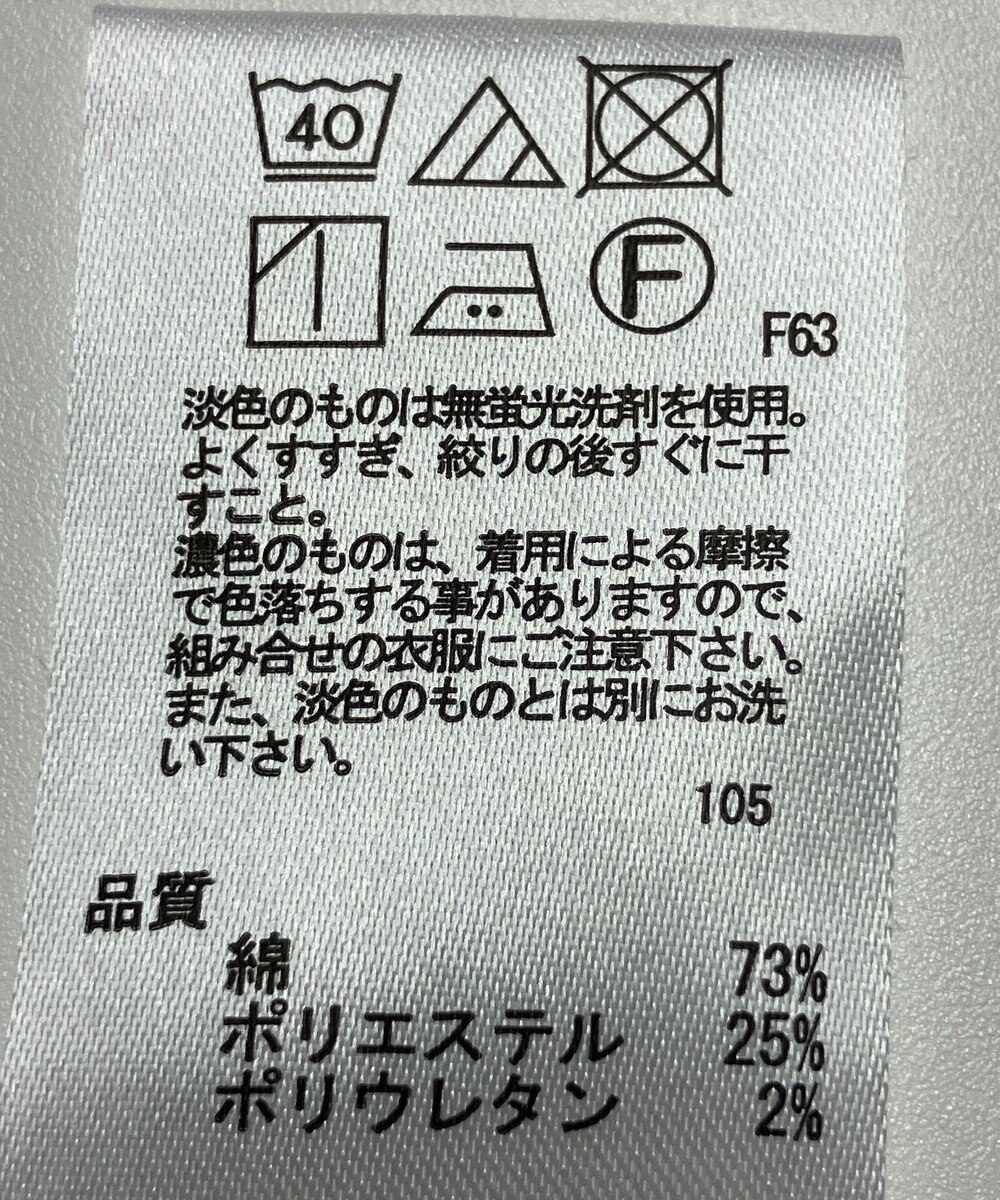 40
F
F63
淡色のものは無蛍光洗剤を使用。
よくすすぎ、絞りの後すぐに干
すこと。
濃色のものは、着用による摩擦
で色落ちする事がありますので、
組み合せの衣服にご注意下さい。
また、淡色のものとは別にお洗
い下さい。
105
品質
綿 73%
ポリエステル 25%
ポリウレタン 2%